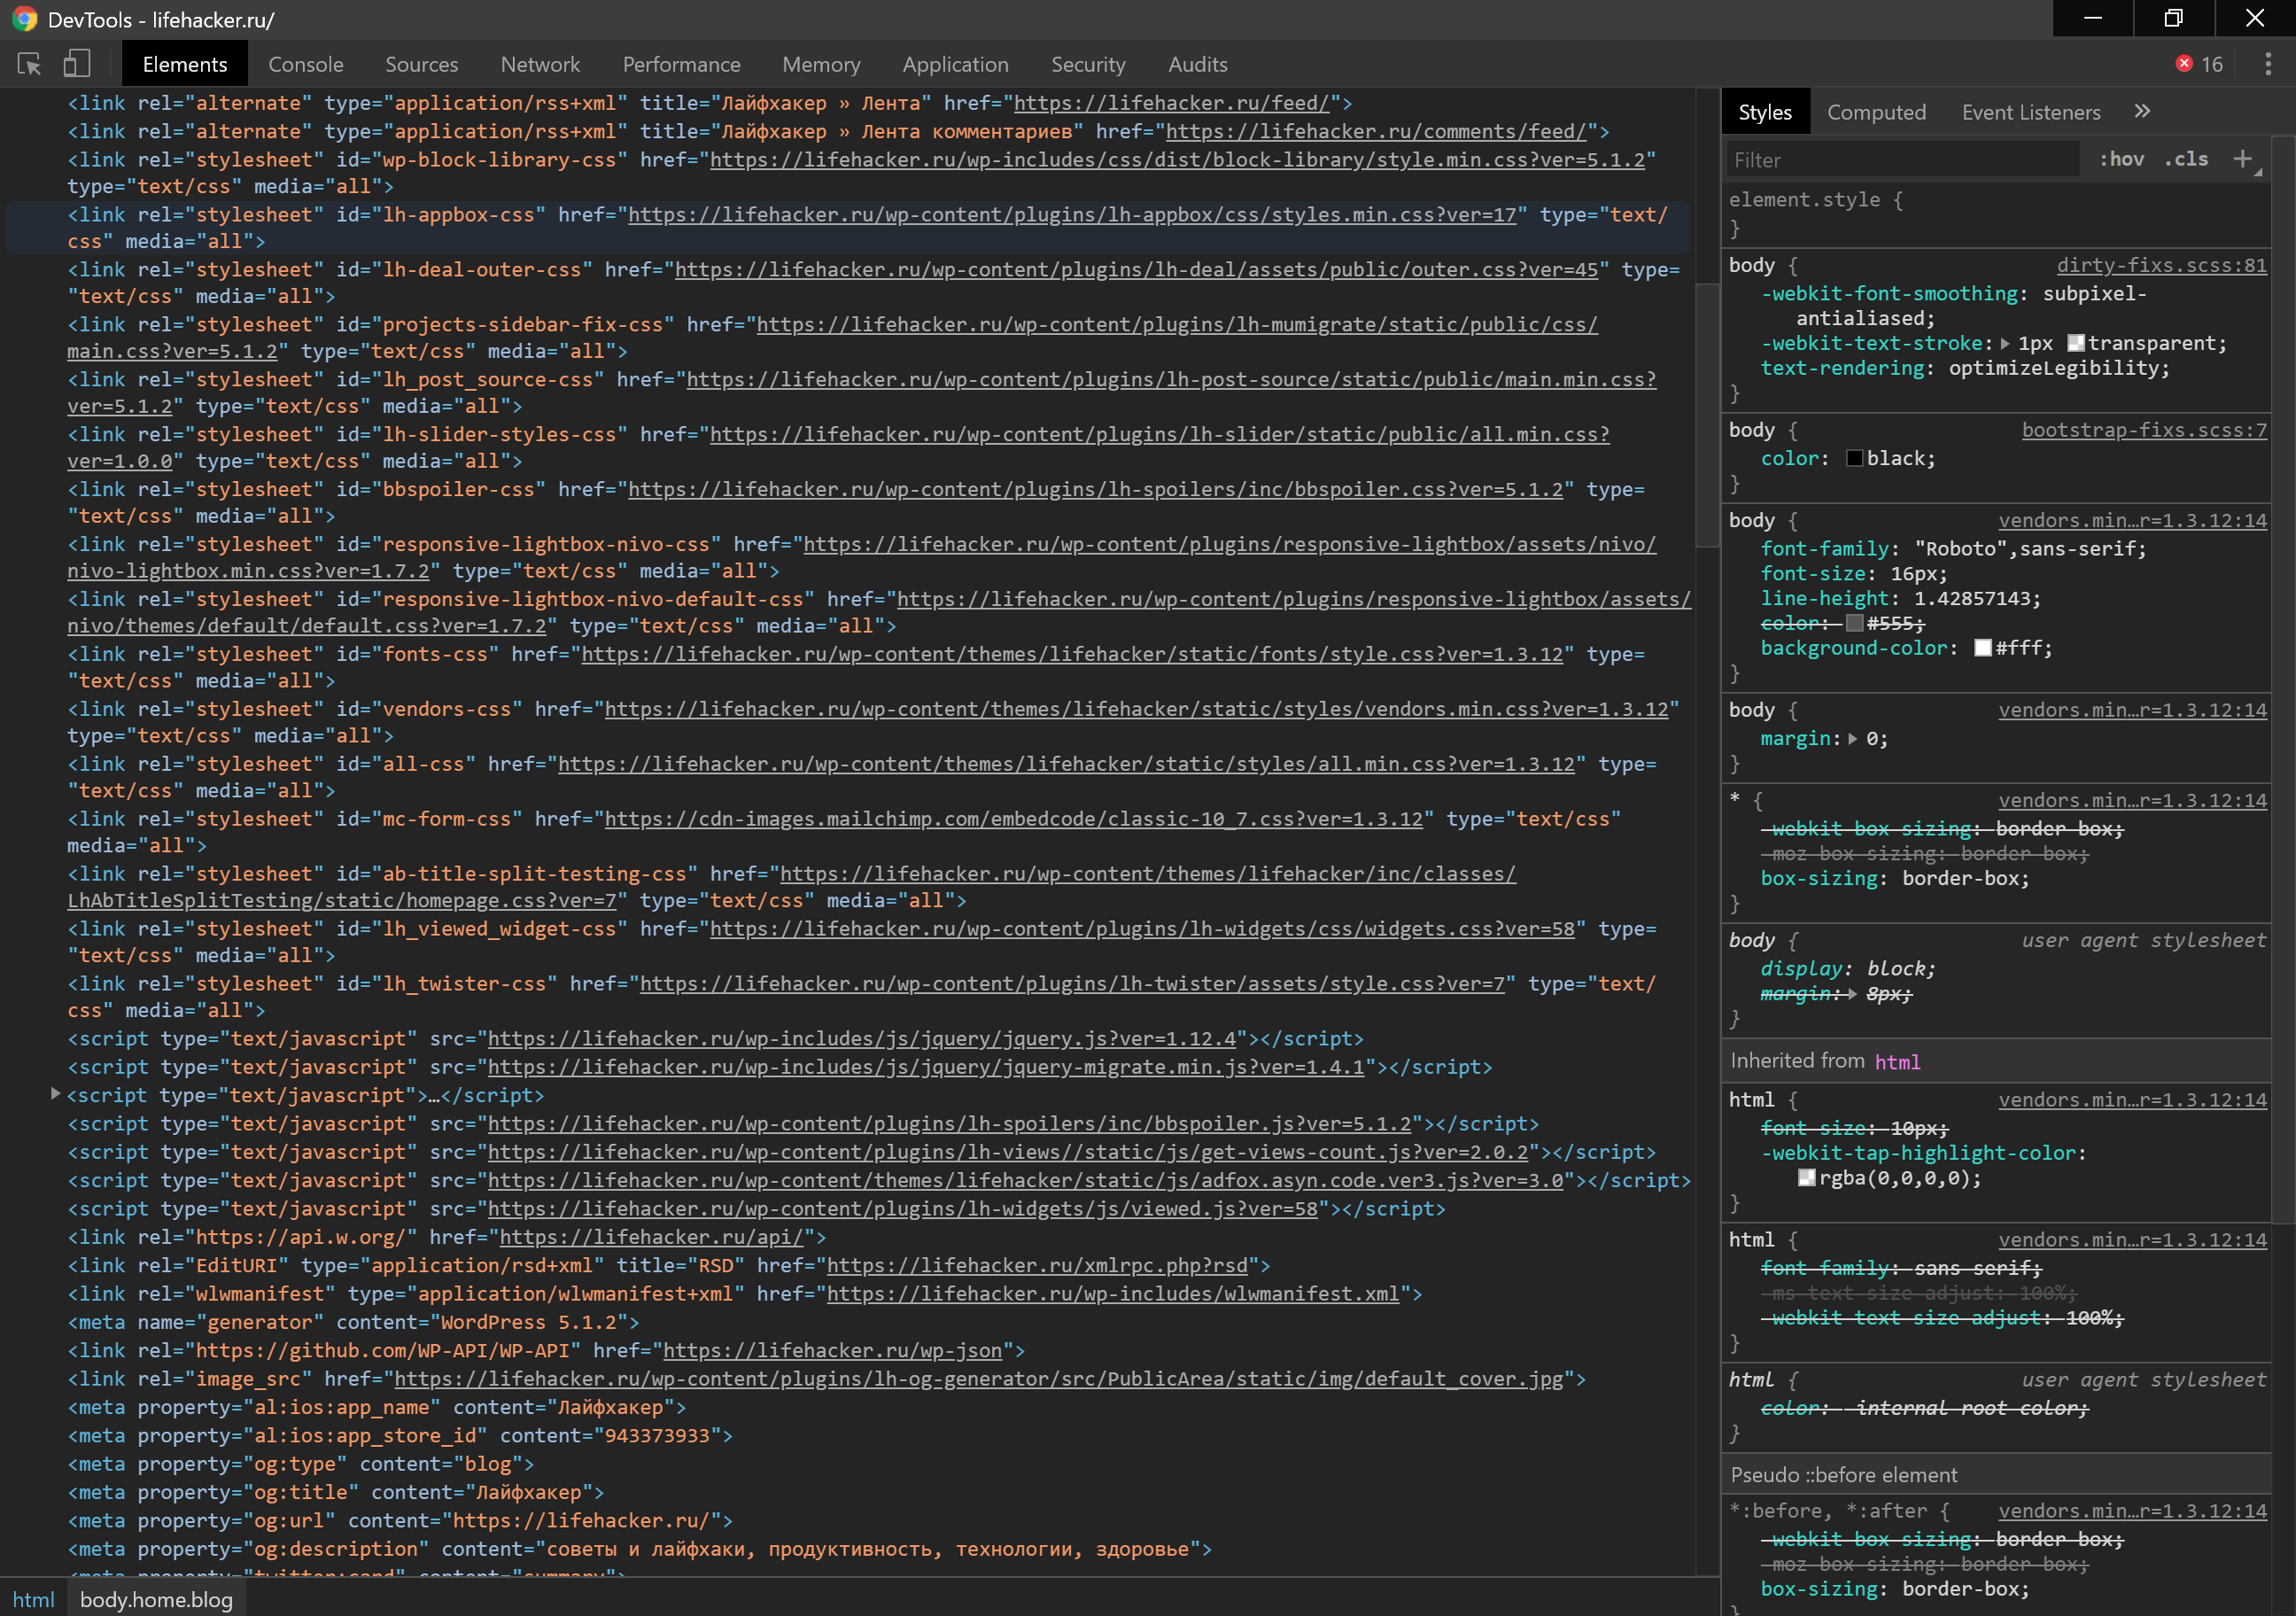 DevTools - lifehacker.ru/
Elements Console Sources Network Performance Memory Application Security Audits 16
<link rel="alternate" type="application/rss+xml" title="Лайфхакер » Лента" href="https://lifehacker.ru/feed/">
<link rel="alternate" type="application/rss+xml" title="Лайфхакер » Лента комментариев" href="https://lifehacker.ru/comments/feed/">
<link rel="stylesheet" id="wp-block-library-css" href="https://lifehacker.ru/wp-includes/css/dist/block-library/style.min.css?ver=5.1.2"
type="text/css" media="all">
<link rel="stylesheet" id="lh-appbox-css" href="https://lifehacker.ru/wp-content/plugins/lh-appbox/css/styles.min.css?ver=17" type="text/
css" media="all">
<link rel="stylesheet" id="lh-deal-outer-css" href="https://lifehacker.ru/wp-content/plugins/lh-deal/assets/public/outer.css?ver=45" type=
"text/css" media="all">
<link rel="stylesheet" id="projects-sidebar-fix-css" href="https://lifehacker.ru/wp-content/plugins/lh-mumigrate/static/public/css/
main.css?ver=5.1.2" type="text/css" media="all">
<link rel="stylesheet" id="lh_post_source-css" href="https://lifehacker.ru/wp-content/plugins/lh-post-source/static/public/main.min.css?
ver=5.1.2" type="text/css" media="all">
<link rel="stylesheet" id="lh-slider-styles-css" href="https://lifehacker.ru/wp-content/plugins/lh-slider/static/public/all.min.css?
ver=1.0.0" type="text/css" media="all">
<link rel="stylesheet" id="bbspoiler-css" href="https://lifehacker.ru/wp-content/plugins/lh-spoilers/inc/bbspoiler.css?ver=5.1.2" type=
"text/css" media="all">
<link rel="stylesheet" id="responsive-lightbox-nivo-css" href="https://lifehacker.ru/wp-content/plugins/responsive-lightbox/assets/nivo/
nivo-lightbox.min.css?ver=1.7.2" type="text/css" media="all">
<link rel="stylesheet" id="responsive-lightbox-nivo-default-css" href="https://lifehacker.ru/wp-content/plugins/responsive-lightbox/assets/
nivo/themes/default/default.css?ver=1.7.2" type="text/css" media="all">
<link rel="stylesheet" id="fonts-css" href="https://lifehacker.ru/wp-content/themes/lifehacker/static/fonts/style.css?ver=1.3.12" type=
"text/css" media="all">
<link rel="stylesheet" id="vendors-css" href="https://lifehacker.ru/wp-content/themes/lifehacker/static/styles/vendors.min.css?ver=1.3.12"
type="text/css" media="all">
<link rel="stylesheet" id="all-css" href="https://lifehacker.ru/wp-content/themes/lifehacker/static/styles/all.min.css?ver=1.3.12" type=
"text/css" media="all">
<link rel="stylesheet" id="mc-form-css" href="https://cdn-images.mailchimp.com/embedcode/classic-10_7.css?ver=1.3.12" type="text/css"
media="all">
<link rel="stylesheet" id="ab-title-split-testing-css" href="https://lifehacker.ru/wp-content/themes/lifehacker/inc/classes/
LhAbTitleSplitTesting/static/homepage.css?ver=7" type="text/css" media="all">
<link rel="stylesheet" id="lh_viewed_widget-css" href="https://lifehacker.ru/wp-content/plugins/lh-widgets/css/widgets.css?ver=58" type=
"text/css" media="all">
<link rel="stylesheet" id="lh_twister-css" href="https://lifehacker.ru/wp-content/plugins/lh-twister/assets/style.css?ver=7" type="text/
css" media="all">
<script type="text/javascript" src="https://lifehacker.ru/wp-includes/js/jquery/jquery.js?ver=1.12.4"></script>
<script type="text/javascript" src="https://lifehacker.ru/wp-includes/js/jquery/jquery-migrate.min.js?ver=1.4.1"></script>
<script type="text/javascript">…</script>
<script type="text/javascript" src="https://lifehacker.ru/wp-content/plugins/lh-spoilers/inc/bbspoiler.js?ver=5.1.2"></script>
<script type="text/javascript" src="https://lifehacker.ru/wp-content/plugins/lh-views//static/js/get-views-count.js?ver=2.0.2"></script>
<script type="text/javascript" src="https://lifehacker.ru/wp-content/themes/lifehacker/static/js/adfox.asyn.code.ver3.js?ver=3.0"></script>
<script type="text/javascript" src="https://lifehacker.ru/wp-content/plugins/lh-widgets/js/viewed.js?ver=58"></script>
<link rel="https://api.w.org/" href="https://lifehacker.ru/api/">
<link rel="EditURI" type="application/rsd+xml" title="RSD" href="https://lifehacker.ru/xmlrpc.php?rsd">
<link rel="wlwmanifest" type="application/wlwmanifest+xml" href="https://lifehacker.ru/wp-includes/wlwmanifest.xml">
<meta name="generator" content="WordPress 5.1.2">
<link rel="https://github.com/WP-API/WP-API" href="https://lifehacker.ru/wp-json">
<link rel="image_src" href="https://lifehacker.ru/wp-content/plugins/lh-og-generator/src/PublicArea/static/img/default_cover.jpg">
<meta property="al:ios:app_name" content="Лайфхакер">
<meta property="al:ios:app_store_id" content="943373933">
<meta property="og:type" content="blog">
<meta property="og:title" content="Лайфхакер">
<meta property="og:url" content="https://lifehacker.ru/">
<meta property="og:description" content="советы и лайфхаки, продуктивность, технологии, здоровье">
<meta property="twitter:card" content="summary">
html body.home.blog
Styles Computed Event Listeners »
Filter :hov .cls +
element.style {
}
body { dirty-fixs.scss:81
-webkit-font-smoothing: subpixel-
antialiased;
-webkit-text-stroke: 1px transparent;
text-rendering: optimizeLegibility;
}
body { bootstrap-fixs.scss:7
color: black;
}
body { vendors.min…r=1.3.12:14
font-family: "Roboto",sans-serif;
font-size: 16px;
line-height: 1.42857143;
color: #555;
background-color: #fff;
}
body { vendors.min…r=1.3.12:14
margin: 0;
}
* { vendors.min…r=1.3.12:14
-webkit-box-sizing: border-box;
-moz-box-sizing: border-box;
box-sizing: border-box;
}
body { user agent stylesheet
display: block;
margin: 8px;
}
Inherited from html
html { vendors.min…r=1.3.12:14
font-size: 10px;
-webkit-tap-highlight-color:
rgba(0,0,0,0);
}
html { vendors.min…r=1.3.12:14
font-family: sans-serif;
-ms-text-size-adjust: 100%;
-webkit-text-size-adjust: 100%;
}
html { user agent stylesheet
color: -internal-root-color;
}
Pseudo ::before element
*:before, *:after { vendors.min…r=1.3.12:14
-webkit-box-sizing: border-box;
-moz-box-sizing: border-box;
box-sizing: border-box;
}